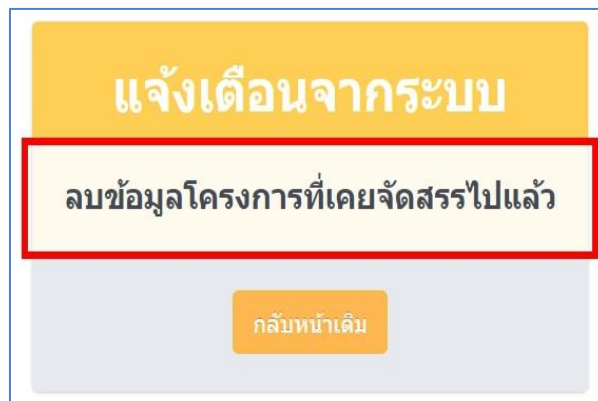 แจ้งเตือนจากระบบ
ลบข้อมูลโครงการที่เคยจัดสรรไปแล้ว
กลับหน้าเดิม